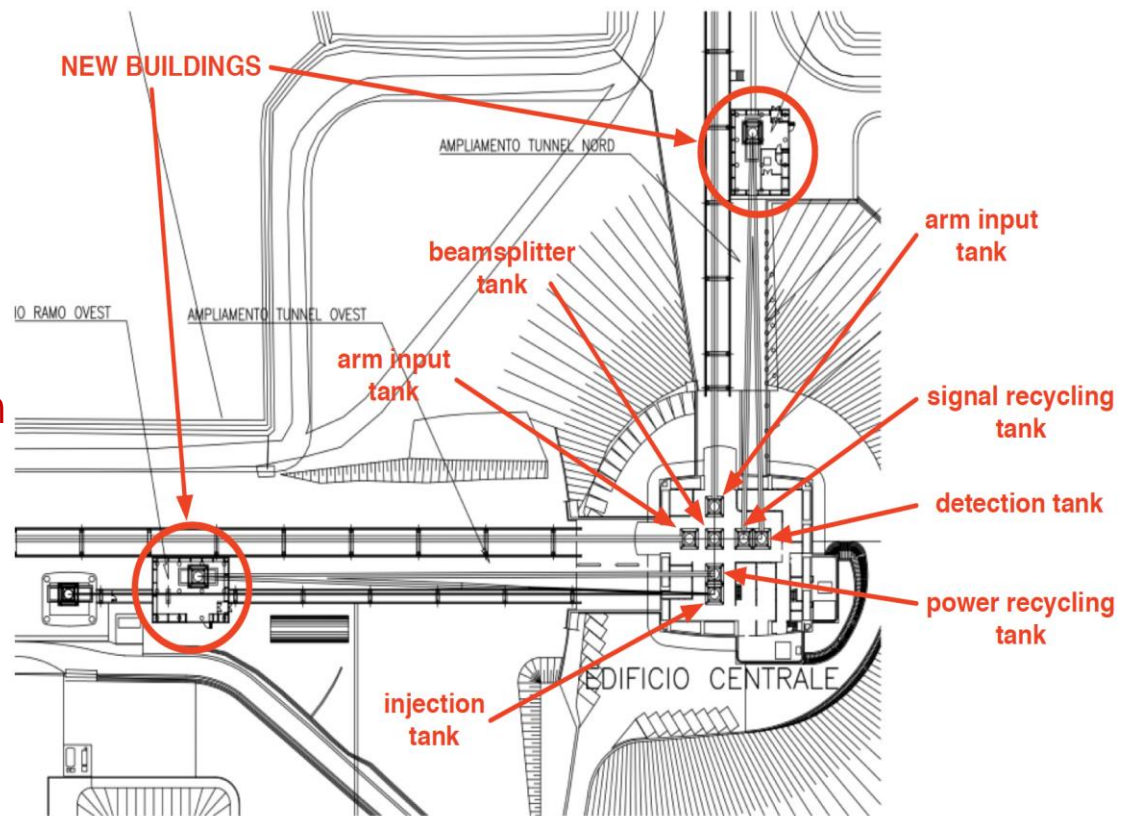 NEW BUILDINGS
AMPLIAMENTO TUNNEL NORD
arm input
tank
beamsplitter
tank
IO RAMO OVEST
AMPLIAMENTO TUNNEL OVEST
arm input
tank
signal recycling
tank
detection tank
power recycling
tank
injection
tank
EDIFICIO CENTRALE